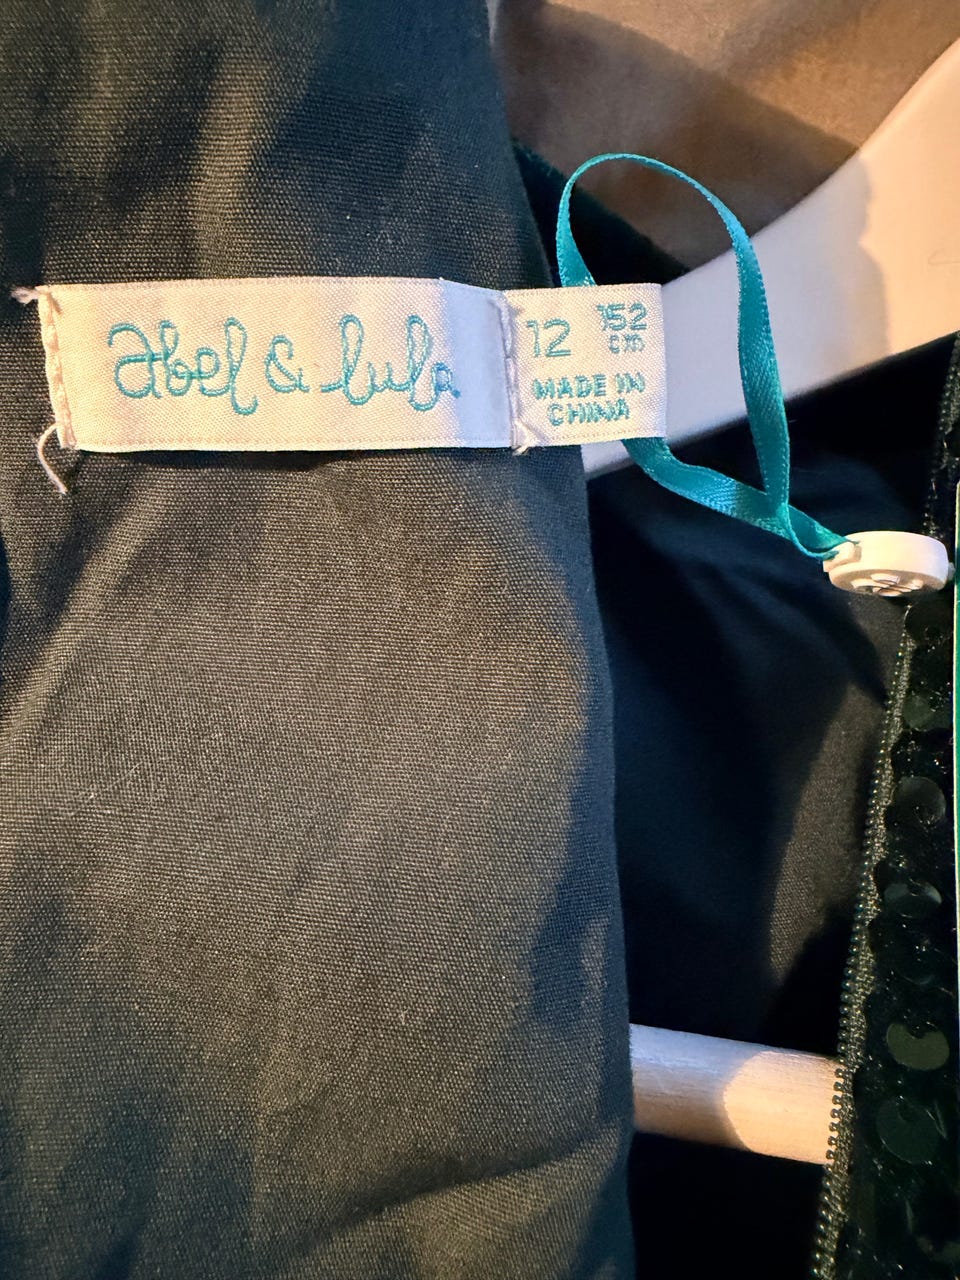 abel & lula
12
152
cm
MADE IN
CHINA